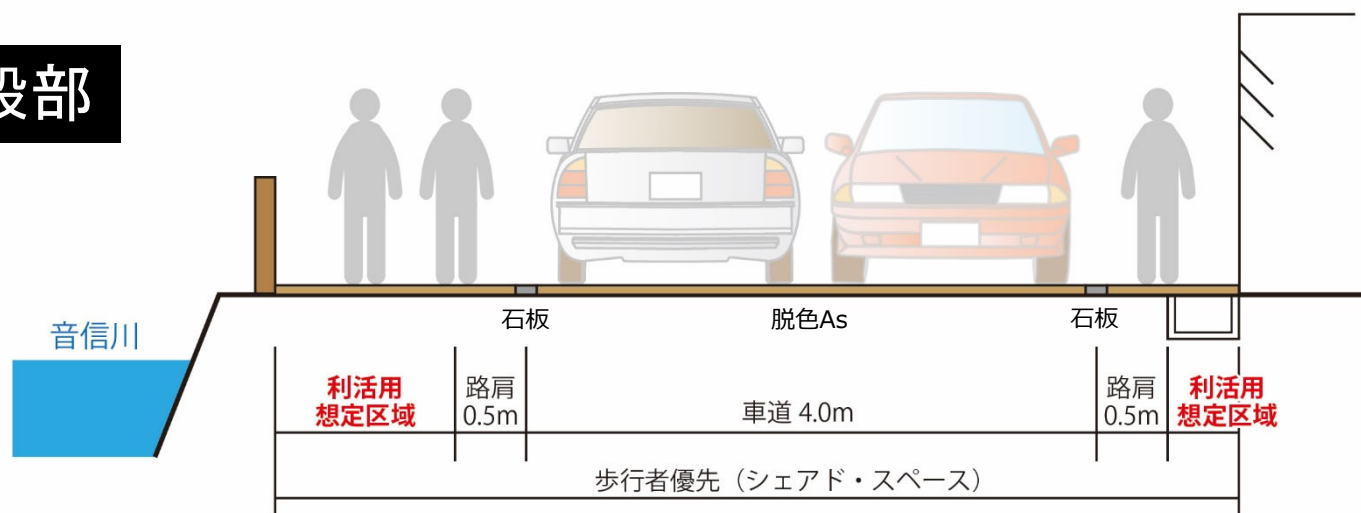 部
音信川
石板
脱色As
石板
利活用
想定区域
路肩
0.5m
車道 4.0m
路肩
0.5m
利活用
想定区域
歩行者優先（シェアド・スペース）